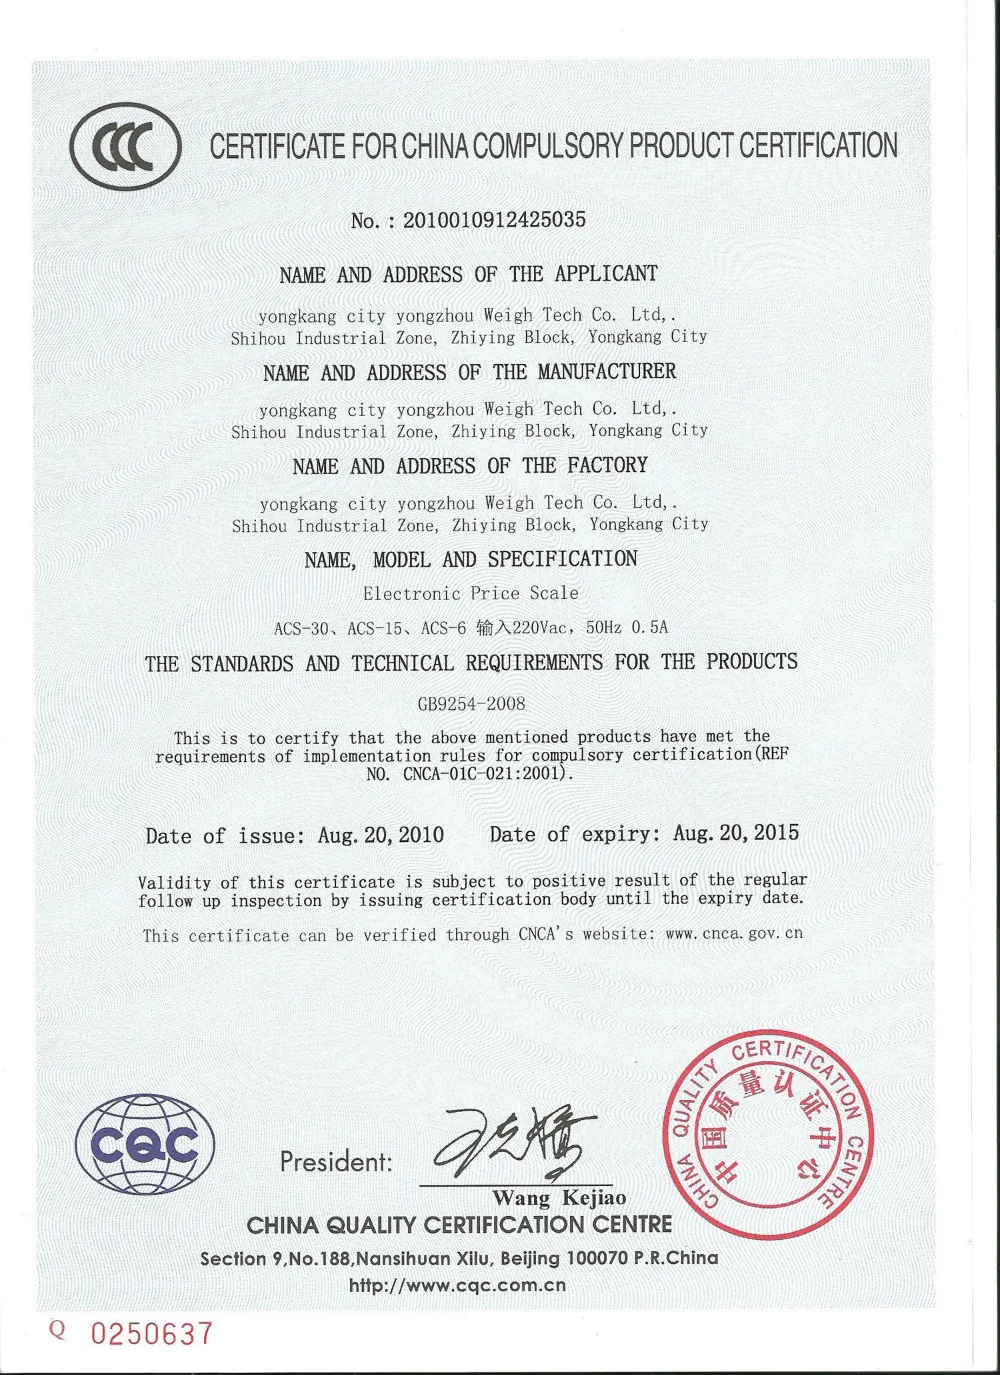 CCC
CERTIFICATE FOR CHINA COMPULSORY PRODUCT CERTIFICATION
No. : 2010010912425035
NAME AND ADDRESS OF THE APPLICANT
yongkang city yongzhou Weigh Tech Co. Ltd,.
Shihou Industrial Zone, Zhiying Block, Yongkang City
NAME AND ADDRESS OF THE MANUFACTURER
yongkang city yongzhou Weigh Tech Co. Ltd,.
Shihou Industrial Zone, Zhiying Block, Yongkang City
NAME AND ADDRESS OF THE FACTORY
yongkang city yongzhou Weigh Tech Co. Ltd,.
Shihou Industrial Zone, Zhiying Block, Yongkang City
NAME, MODEL AND SPECIFICATION
Electronic Price Scale
ACS-30、ACS-15、ACS-6 输入220Vac, 50Hz 0.5A
THE STANDARDS AND TECHNICAL REQUIREMENTS FOR THE PRODUCTS
GB9254-2008
This is to certify that the above mentioned products have met the
requirements of implementation rules for compulsory certification(REF
NO. CNCA-01C-021:2001).
Date of issue: Aug. 20, 2010 Date of expiry: Aug. 20, 2015
Validity of this certificate is subject to positive result of the regular
follow up inspection by issuing certification body until the expiry date.
This certificate can be verified through CNCA's website: www.cnca.gov.cn
CHINA QUALITY CERTIFICATION CENTRE
中国质量认证中心
CQC
President:
Wang Kejiao
CHINA QUALITY CERTIFICATION CENTRE
Section 9,No.188,Nansihuan Xilu, Beijing 100070 P.R.China
http://www.cqc.com.cn
Q 0250637